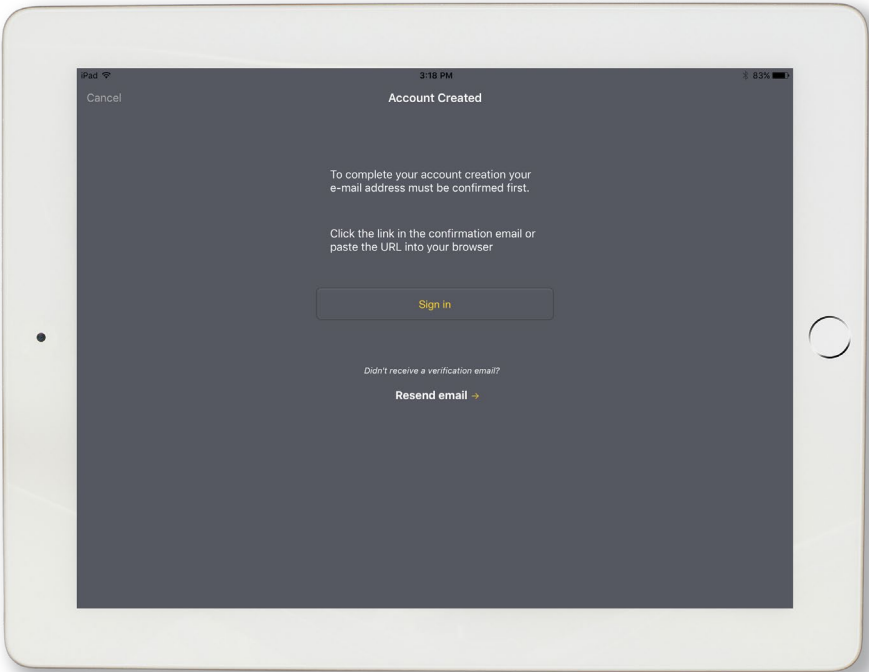 iPad
3:18 PM
83%
Cancel
Account Created
To complete your account creation your
e-mail address must be confirmed first.
Click the link in the confirmation email or
paste the URL into your browser
Sign in
Didn't receive a verification email?
Resend email →